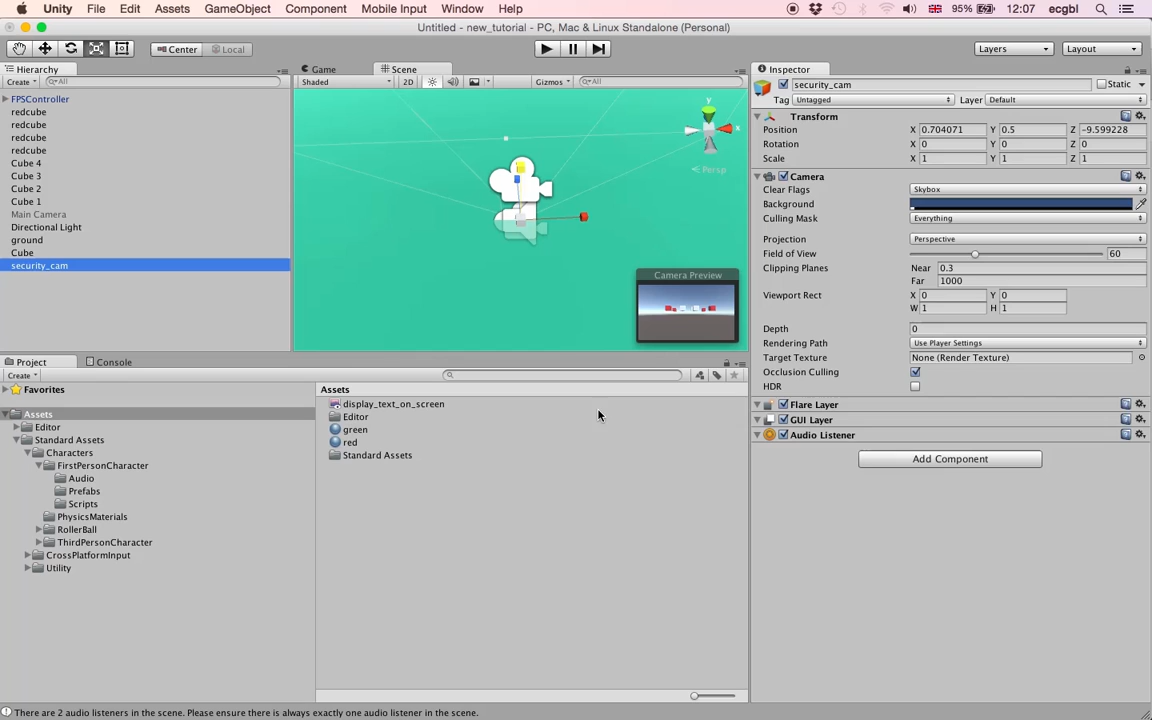 Unity File Edit Assets GameObject Component Mobile Input Window Help 95% 12:07 ecgbl
Untitled - new_tutorial - PC, Mac & Linux Standalone (Personal)
Center Local Layers Layout
Hierarchy
Create All
FPSController
redcube
redcube
redcube
redcube
Cube 4
Cube 3
Cube 2
Cube 1
Main Camera
Directional Light
ground
Cube
security_cam
Game Scene
Shaded 2D Gizmos All
y
x
Persp
Camera Preview
Inspector
security_cam Static
Tag Untagged Layer Default
Transform
Position X 0.704071 Y 0.5 Z -9.599228
Rotation X 0 Y 0 Z 0
Scale X 1 Y 1 Z 1
Camera
Clear Flags Skybox
Background
Culling Mask Everything
Projection Perspective
Field of View 60
Clipping Planes Near 0.3
Far 1000
Viewport Rect X 0 Y 0
W 1 H 1
Depth 0
Rendering Path Use Player Settings
Target Texture None (Render Texture)
Occlusion Culling
HDR
Flare Layer
GUI Layer
Audio Listener
Add Component
Project Console
Create
Favorites
Assets
Editor
Standard Assets
Characters
FirstPersonCharacter
Audio
Prefabs
Scripts
PhysicsMaterials
RollerBall
ThirdPersonCharacter
CrossPlatformInput
Utility
Assets
display_text_on_screen
Editor
green
red
Standard Assets
There are 2 audio listeners in the scene. Please ensure there is always exactly one audio listener in the scene.